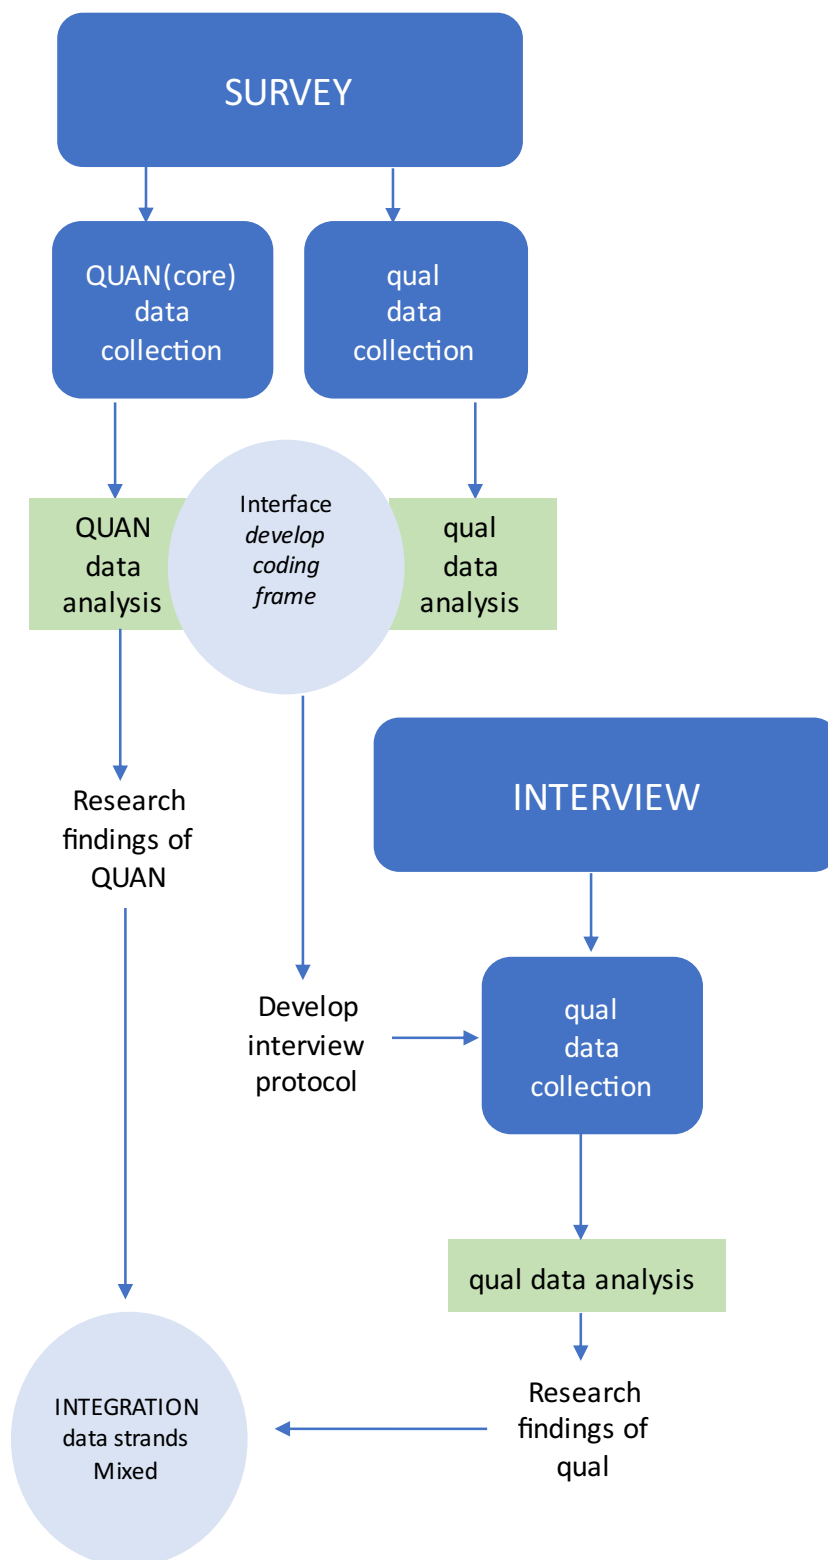 SURVEY
QUAN(core)
data
collection
qual
data
collection
QUAN
data
analysis
Interface
develop
coding
frame
qual
data
analysis
Research
findings of
QUAN
INTERVIEW
Develop
interview
protocol
qual
data
collection
qual data analysis
Research
findings of
qual
INTEGRATION
data strands
Mixed